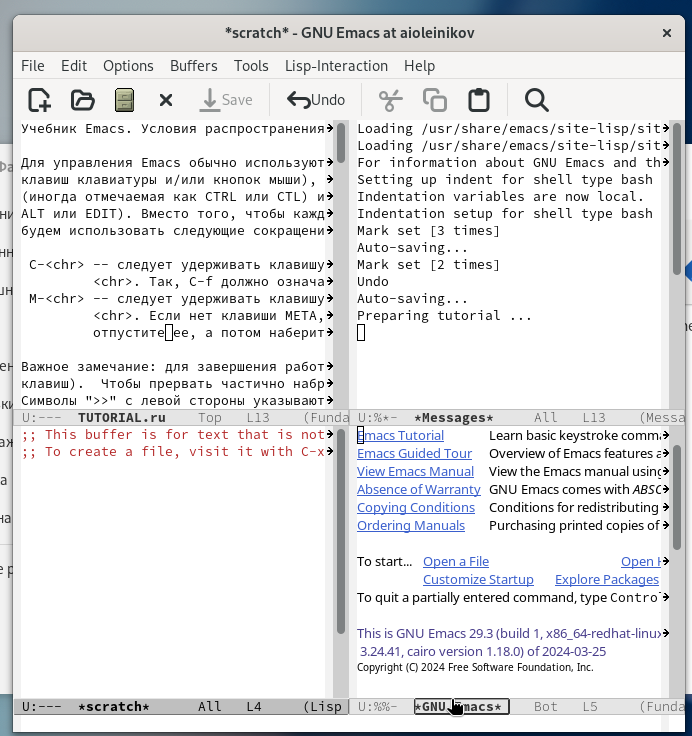 *scratch* - GNU Emacs at aioleinikov
File Edit Options Buffers Tools Lisp-Interaction Help
Save Undo
Учебник Emacs. Условия распространения
Для управления Emacs обычно используют
клавиш клавиатуры и/или кнопок мыши),
(иногда отмечаемая как CTRL или CTL) и
ALT или EDIT). Вместо того, чтобы кажд
будем использовать следующие сокращени
C-<chr> -- следует удерживать клавишу
<chr>. Так, C-f должно означа
M-<chr> -- следует удерживать клавишу
<chr>. Если нет клавиши META,
отпустите ее, а потом наберит
Важное замечание: для завершения работ
клавиш). Чтобы прервать частично набр
Символы ">>" с левой стороны указывают
U:--- TUTORIAL.ru Top L13 (Funda
Loading /usr/share/emacs/site-lisp/sit
Loading /usr/share/emacs/site-lisp/sit
For information about GNU Emacs and th
Setting up indent for shell type bash
Indentation variables are now local.
Indentation setup for shell type bash
Mark set [3 times]
Auto-saving...
Mark set [2 times]
Undo
Auto-saving...
Preparing tutorial ...
U:%*- *Messages* All L13 (Messa
;; This buffer is for text that is not
;; To create a file, visit it with C-x
U:--- *scratch* All L4 (Lisp
Emacs Tutorial Learn basic keystroke comma
Emacs Guided Tour Overview of Emacs features a
View Emacs Manual View the Emacs manual using
Absence of Warranty GNU Emacs comes with ABSO
Copying Conditions Conditions for redistributing
Ordering Manuals Purchasing printed copies of
To start... Open a File Open H
Customize Startup Explore Packages
To quit a partially entered command, type Control
This is GNU Emacs 29.3 (build 1, x86_64-redhat-linux
3.24.41, cairo version 1.18.0) of 2024-03-25
Copyright (C) 2024 Free Software Foundation, Inc.
U:%%- *GNU Emacs* Bot L5 (Funda